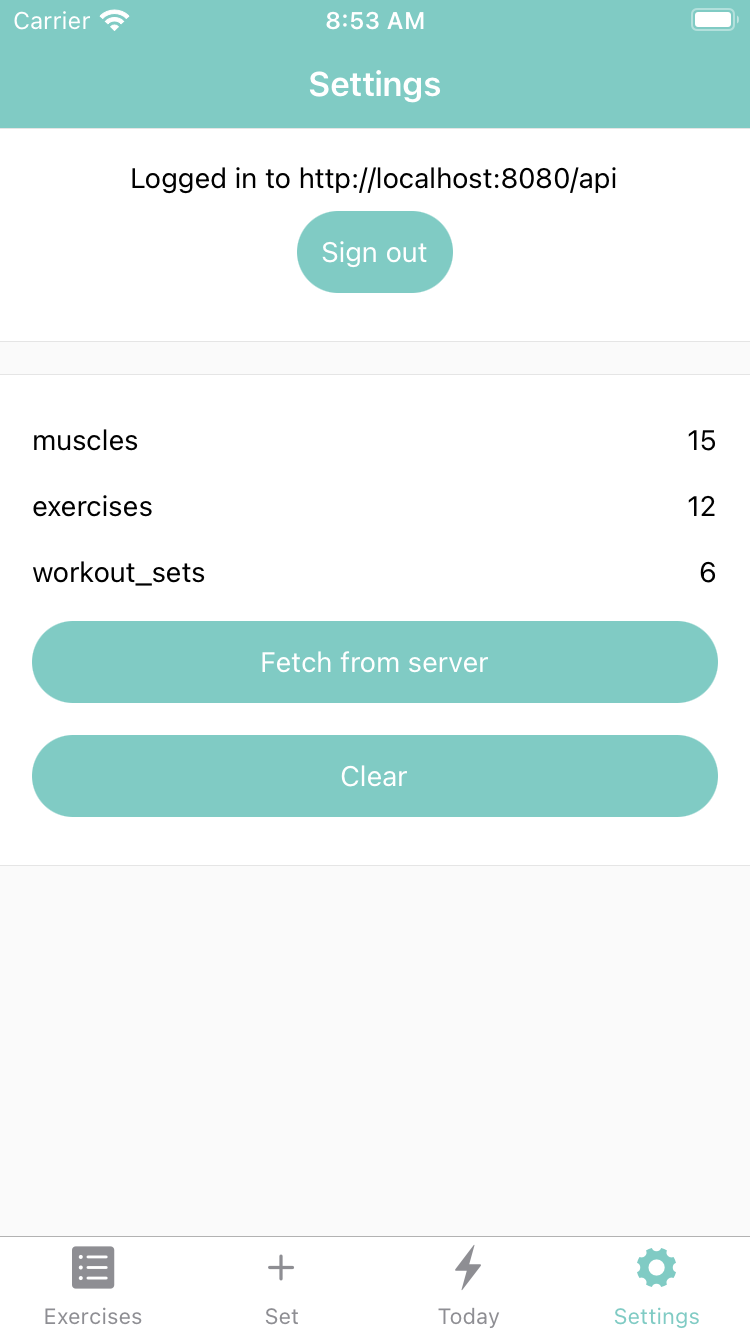 Carrier 8:53 AM
Settings
Logged in to http://localhost:8080/api
Sign out
muscles 15
exercises 12
workout_sets 6
Fetch from server
Clear
Exercises Set Today Settings